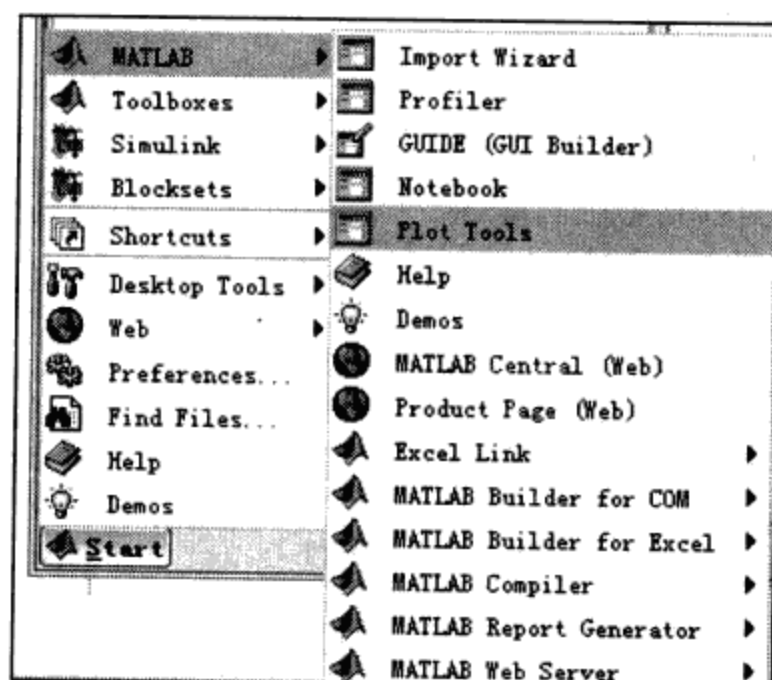 MATLAB
Toolboxes
Simulink
Blocksets
Shortcuts
Desktop Tools
Web
Preferences...
Find Files...
Help
Demos
Start
Import Wizard
Profiler
GUIDE (GUI Builder)
Notebook
Plot Tools
Help
Demos
MATLAB Central (Web)
Product Page (Web)
Excel Link
MATLAB Builder for COM
MATLAB Builder for Excel
MATLAB Compiler
MATLAB Report Generator
MATLAB Web Server